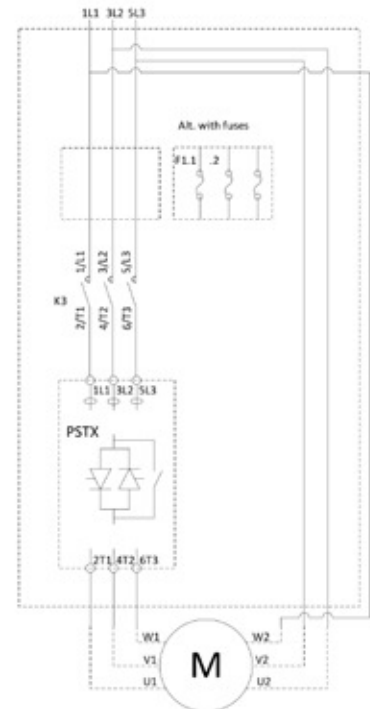 1L1 3L2 5L3
Alt. with fuses
F1.1 .2
1/L1 3/L2 5/L3
K3
2/T1 4/T2 6/T3
1L1 3L2 5L3
PSTX
2T1 4T2 6T3
W1 W2
V1 M V2
U1 U2